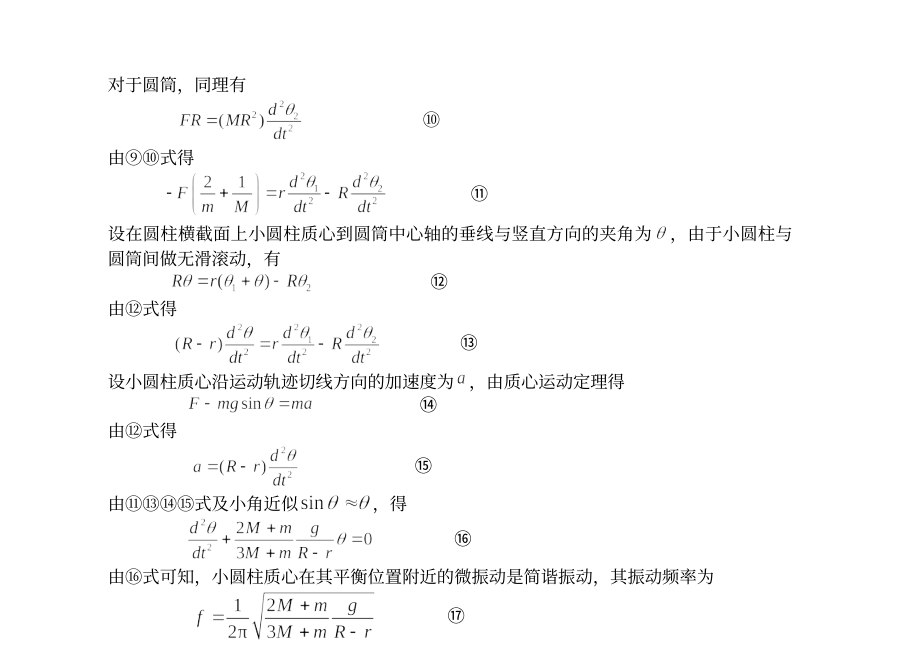 对于圆筒，同理有
FR=(MR²)d²θ₂/dt² ⑩
由⑨⑩式得
-F(2/m+1/M)=r d²θ₁/dt²-R d²θ₂/dt² ⑪
设在圆柱横截面上小圆柱质心到圆筒中心轴的垂线与竖直方向的夹角为θ，由于小圆柱与
圆筒间做无滑滚动，有
Rθ=r(θ₁+θ)-Rθ₂ ⑫
由⑫式得
(R-r)d²θ/dt²=r d²θ₁/dt²-R d²θ₂/dt² ⑬
设小圆柱质心沿运动轨迹切线方向的加速度为a，由质心运动定理得
F-mg sinθ=ma ⑭
由⑫式得
a=(R-r)d²θ/dt² ⑮
由⑪⑬⑭⑮式及小角近似sinθ≈θ，得
d²θ/dt²+(2M+m)/(3M+m) g/(R-r) θ=0 ⑯
由⑯式可知，小圆柱质心在其平衡位置附近的微振动是简谐振动，其振动频率为
f=1/2π √((2M+m)/(3M+m) g/(R-r)) ⑰